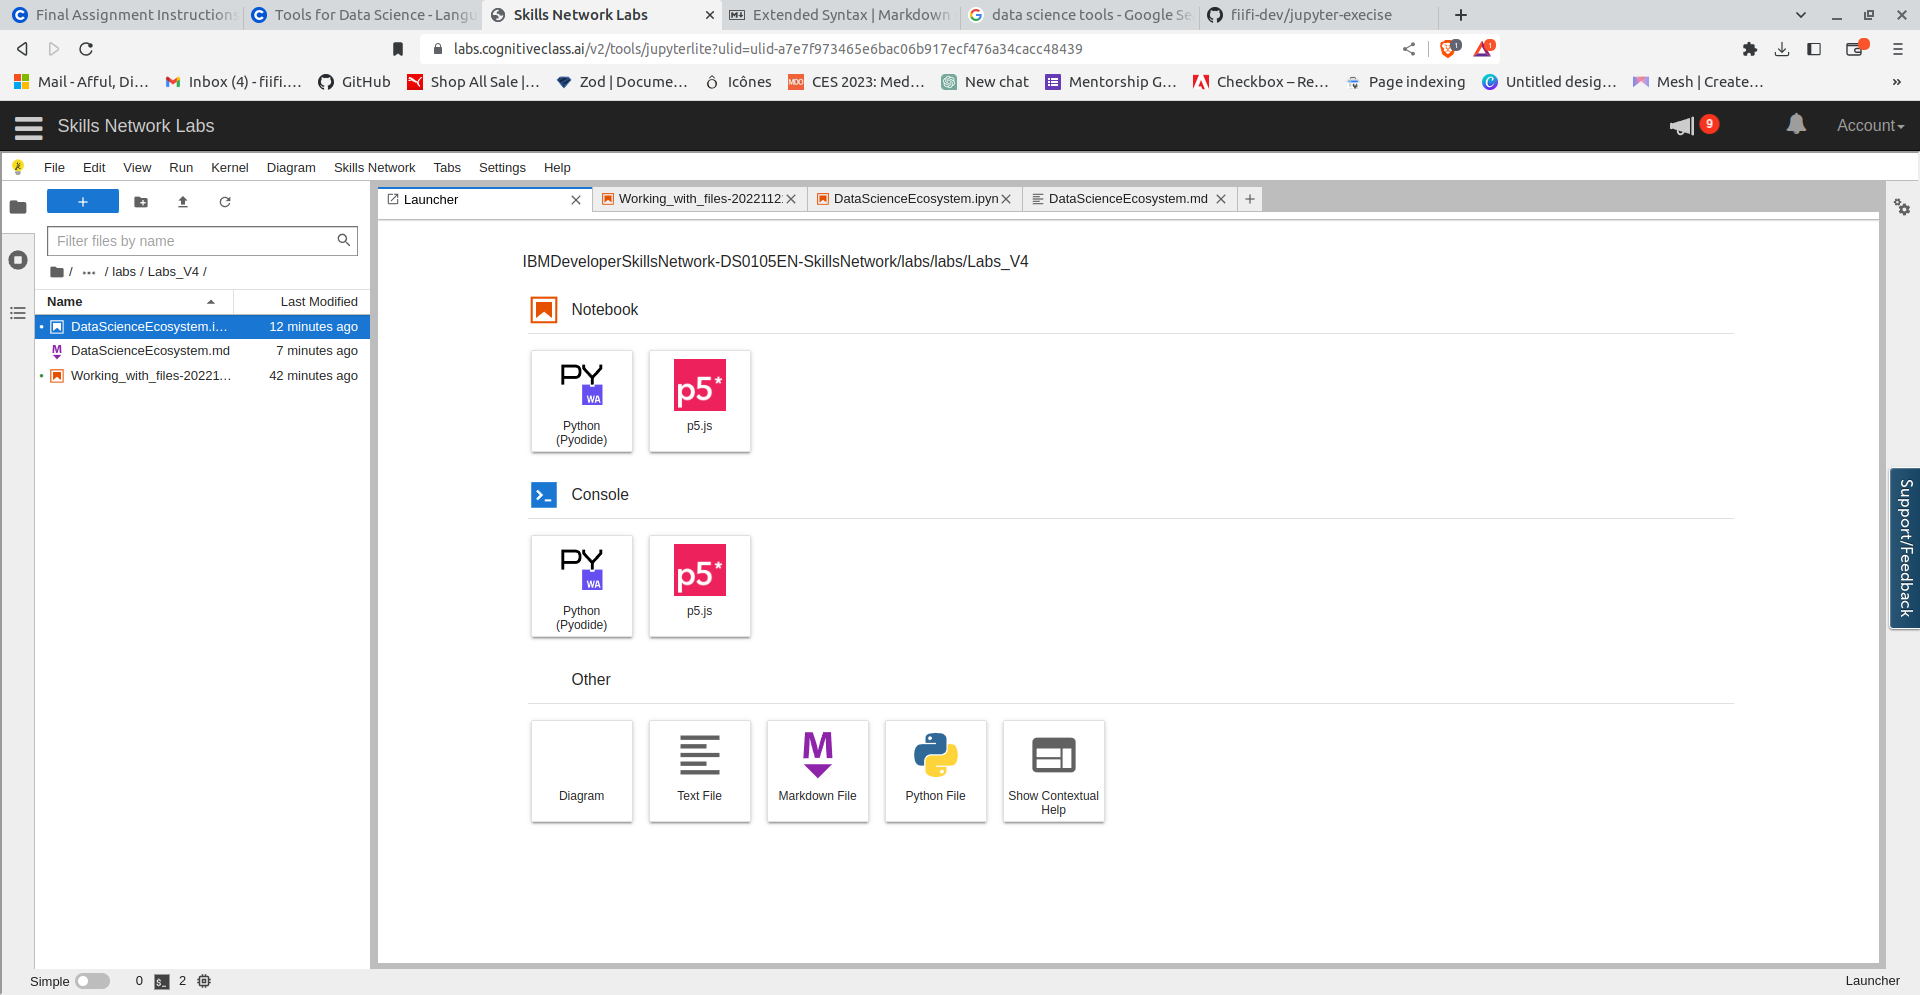 Final Assignment Instructions
Tools for Data Science - Langu
Skills Network Labs
Extended Syntax | Markdown
data science tools - Google Se
fiifi-dev/jupyter-execise
labs.cognitiveclass.ai/v2/tools/jupyterlite?ulid=ulid-a7e7f973465e6bac06b917ecf476a34cacc48439
1
1
Mail - Afful, Di...
Inbox (4) - fiifi....
GitHub
Shop All Sale |...
Zod | Docume...
Icônes
MOO
CES 2023: Med...
New chat
Mentorship G...
Checkbox – Re...
Page indexing
Untitled desig...
Mesh | Create...
»
Skills Network Labs
9
Account
File
Edit
View
Run
Kernel
Diagram
Skills Network
Tabs
Settings
Help
+
Filter files by name
/ ... / labs / Labs_V4 /
Name
Last Modified
DataScienceEcosystem.i...
12 minutes ago
M
DataScienceEcosystem.md
7 minutes ago
Working_with_files-20221...
42 minutes ago
Launcher
Working_with_files-2022112
DataScienceEcosystem.ipyn
DataScienceEcosystem.md
+
IBMDeveloperSkillsNetwork-DS0105EN-SkillsNetwork/labs/labs/Labs_V4
Notebook
PY
WA
Python
(Pyodide)
p5*
p5.js
Console
PY
WA
Python
(Pyodide)
p5*
p5.js
Other
Diagram
Text File
M
Markdown File
Python File
Show Contextual
Help
Support/Feedback
Simple
0
$_
2
Launcher